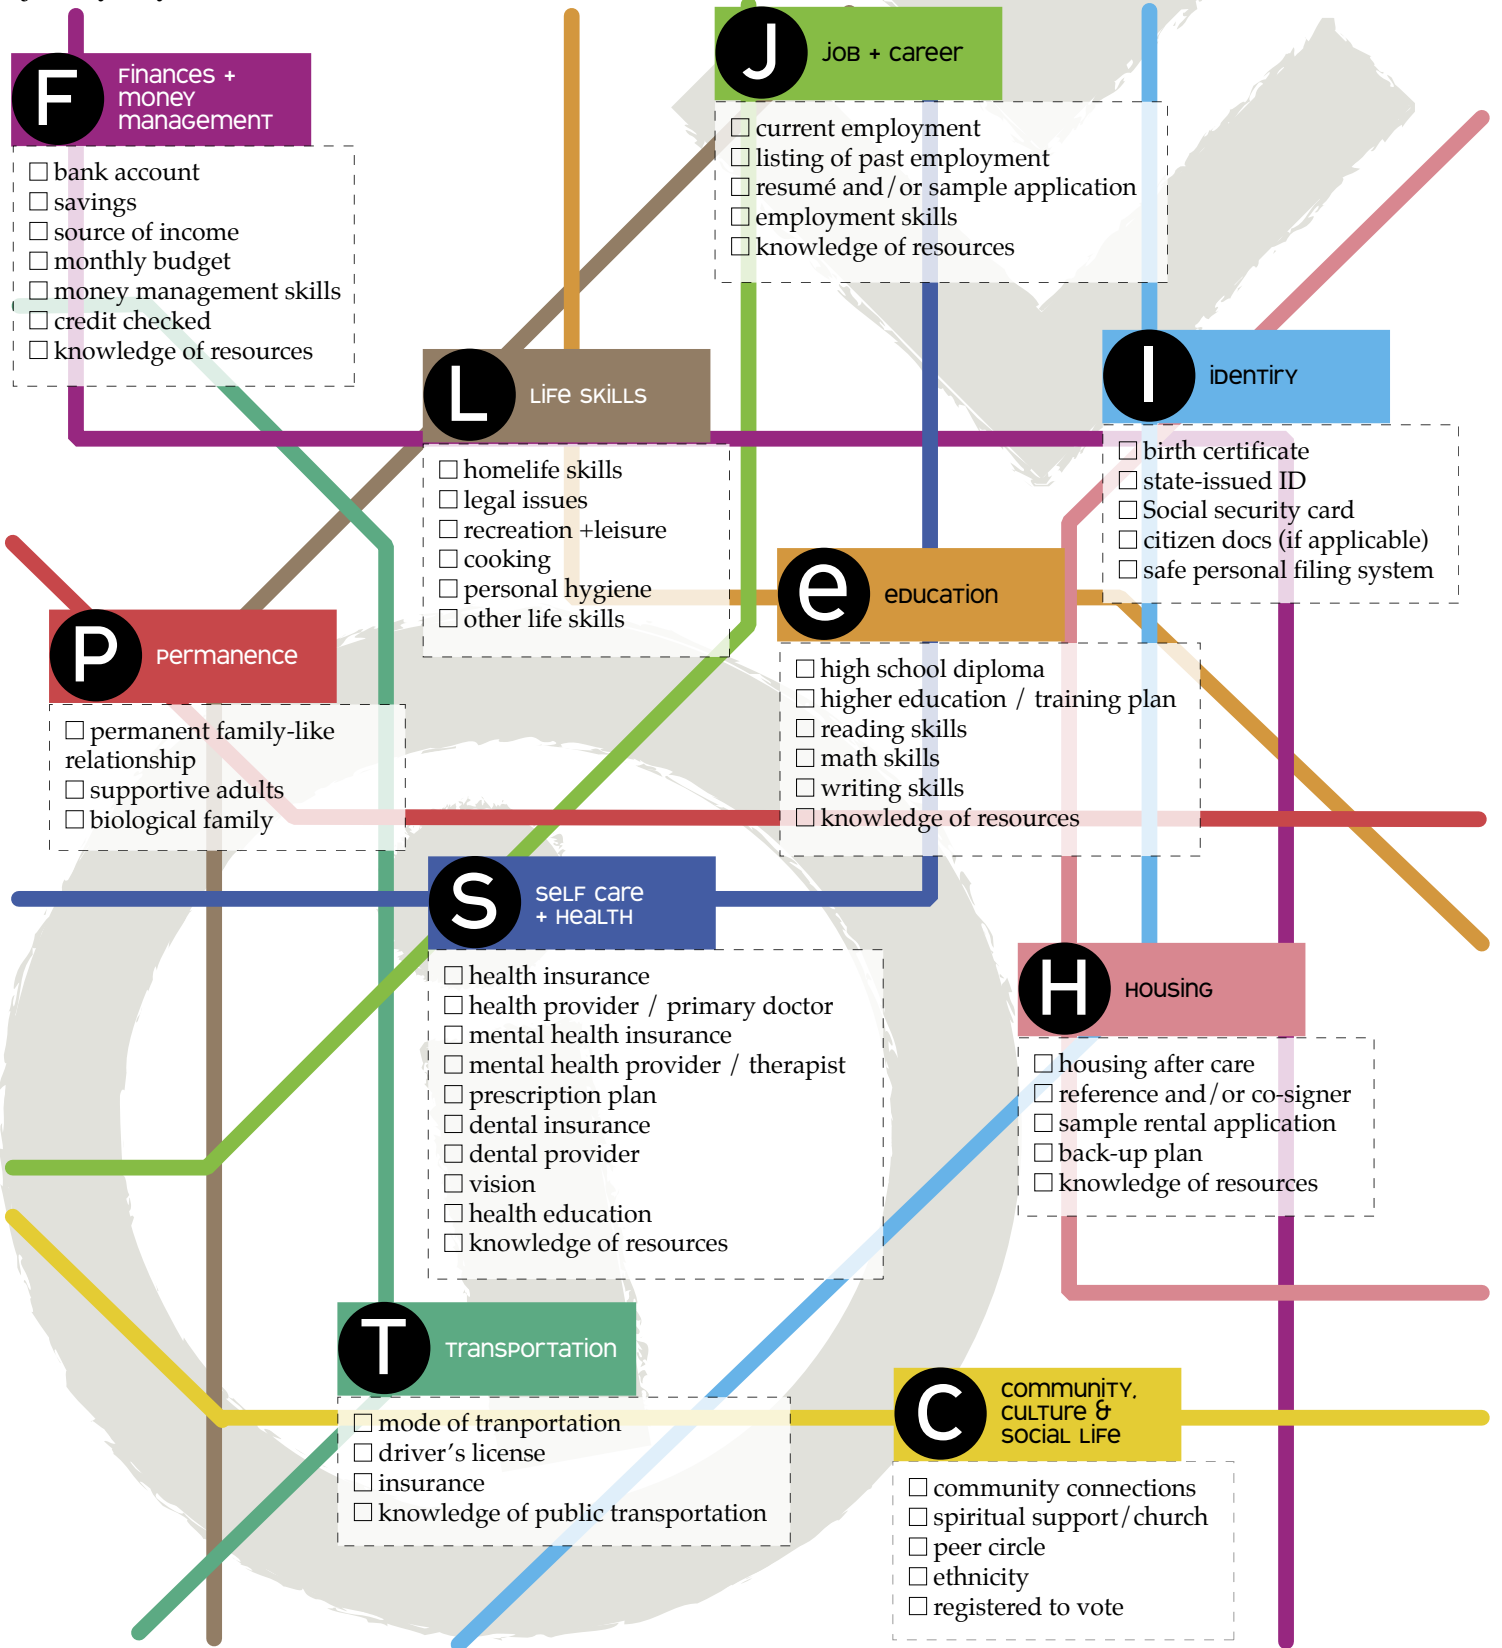 F
Finances +
money
management
☐ bank account
☐ savings
☐ source of income
☐ monthly budget
☐ money management skills
☐ credit checked
☐ knowledge of resources
J
Job + career
☐ current employment
☐ listing of past employment
☐ resumé and/or sample application
☐ employment skills
☐ knowledge of resources
L
Life skills
☐ homelife skills
☐ legal issues
☐ recreation +leisure
☐ cooking
☐ personal hygiene
☐ other life skills
I
identiry
☐ birth certificate
☐ state-issued ID
☐ Social security card
☐ citizen docs (if applicable)
☐ safe personal filing system
P
permanence
☐ permanent family-like
relationship
☐ supportive adults
☐ biological family
e
education
☐ high school diploma
☐ higher education / training plan
☐ reading skills
☐ math skills
☐ writing skills
☐ knowledge of resources
S
self care
+ health
☐ health insurance
☐ health provider / primary doctor
☐ mental health insurance
☐ mental health provider / therapist
☐ prescription plan
☐ dental insurance
☐ dental provider
☐ vision
☐ health education
☐ knowledge of resources
H
Housing
☐ housing after care
☐ reference and/or co-signer
☐ sample rental application
☐ back-up plan
☐ knowledge of resources
T
Transportation
☐ mode of tranportation
☐ driver's license
☐ insurance
☐ knowledge of public transportation
C
community,
culture &
social life
☐ community connections
☐ spiritual support/church
☐ peer circle
☐ ethnicity
☐ registered to vote